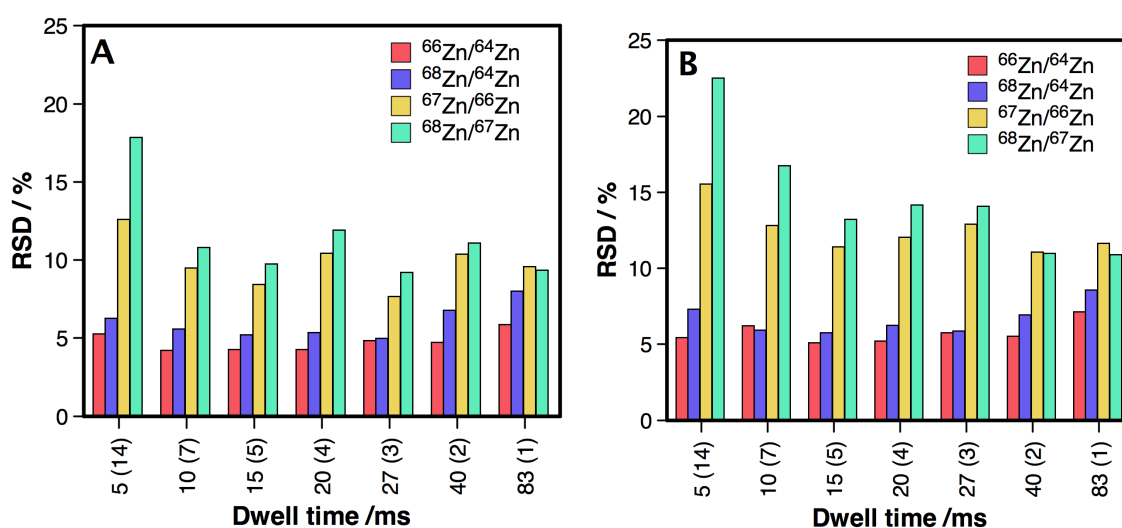 A
⁶⁶Zn/⁶⁴Zn
⁶⁸Zn/⁶⁴Zn
⁶⁷Zn/⁶⁶Zn
⁶⁸Zn/⁶⁷Zn
25
20
15
10
5
0
RSD / %
5 (14)
10 (7)
15 (5)
20 (4)
27 (3)
40 (2)
83 (1)
Dwell time /ms
B
⁶⁶Zn/⁶⁴Zn
⁶⁸Zn/⁶⁴Zn
⁶⁷Zn/⁶⁶Zn
⁶⁸Zn/⁶⁷Zn
25
20
15
10
5
0
RSD / %
5 (14)
10 (7)
15 (5)
20 (4)
27 (3)
40 (2)
83 (1)
Dwell time /ms